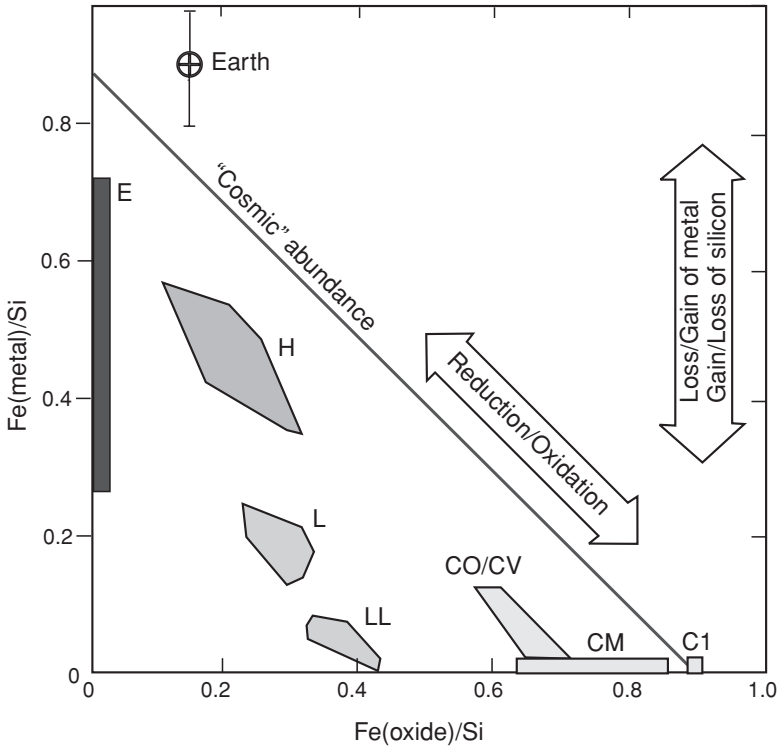 Earth
0.8
E
"Cosmic" abundance
Loss/Gain of metal
Gain/Loss of silicon
0.6
Fe(metal)/Si
H
Reduction/Oxidation
0.4
L
0.2
CO/CV
LL
CM
C1
0
0
0.2
0.4
0.6
0.8
1.0
Fe(oxide)/Si